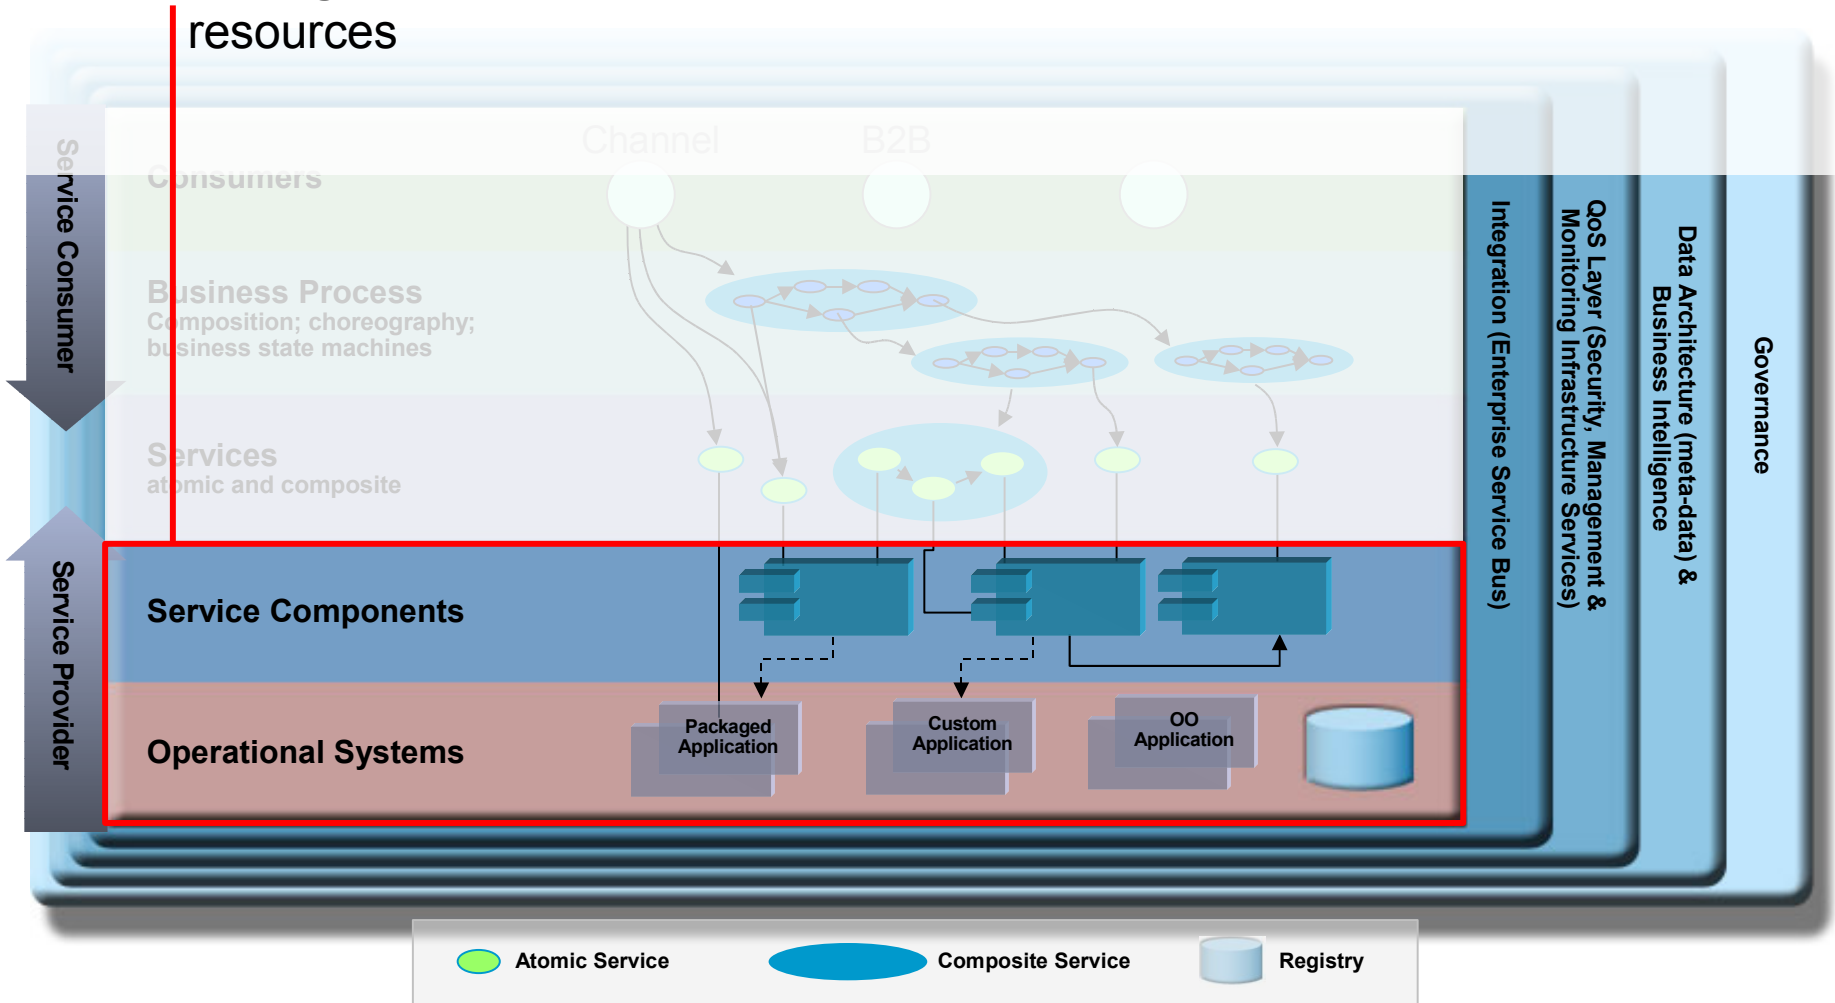 resources
Channel
B2B
Consumers
Business Process
Composition; choreography;
business state machines
Services
atomic and composite
Service Components
Operational Systems
Packaged
Application
Custom
Application
OO
Application
Service Consumer
Service Provider
Integration (Enterprise Service Bus)
QoS Layer (Security, Management &
Monitoring Infrastructure Services)
Data Architecture (meta-data) &
Business Intelligence
Governance
Atomic Service
Composite Service
Registry